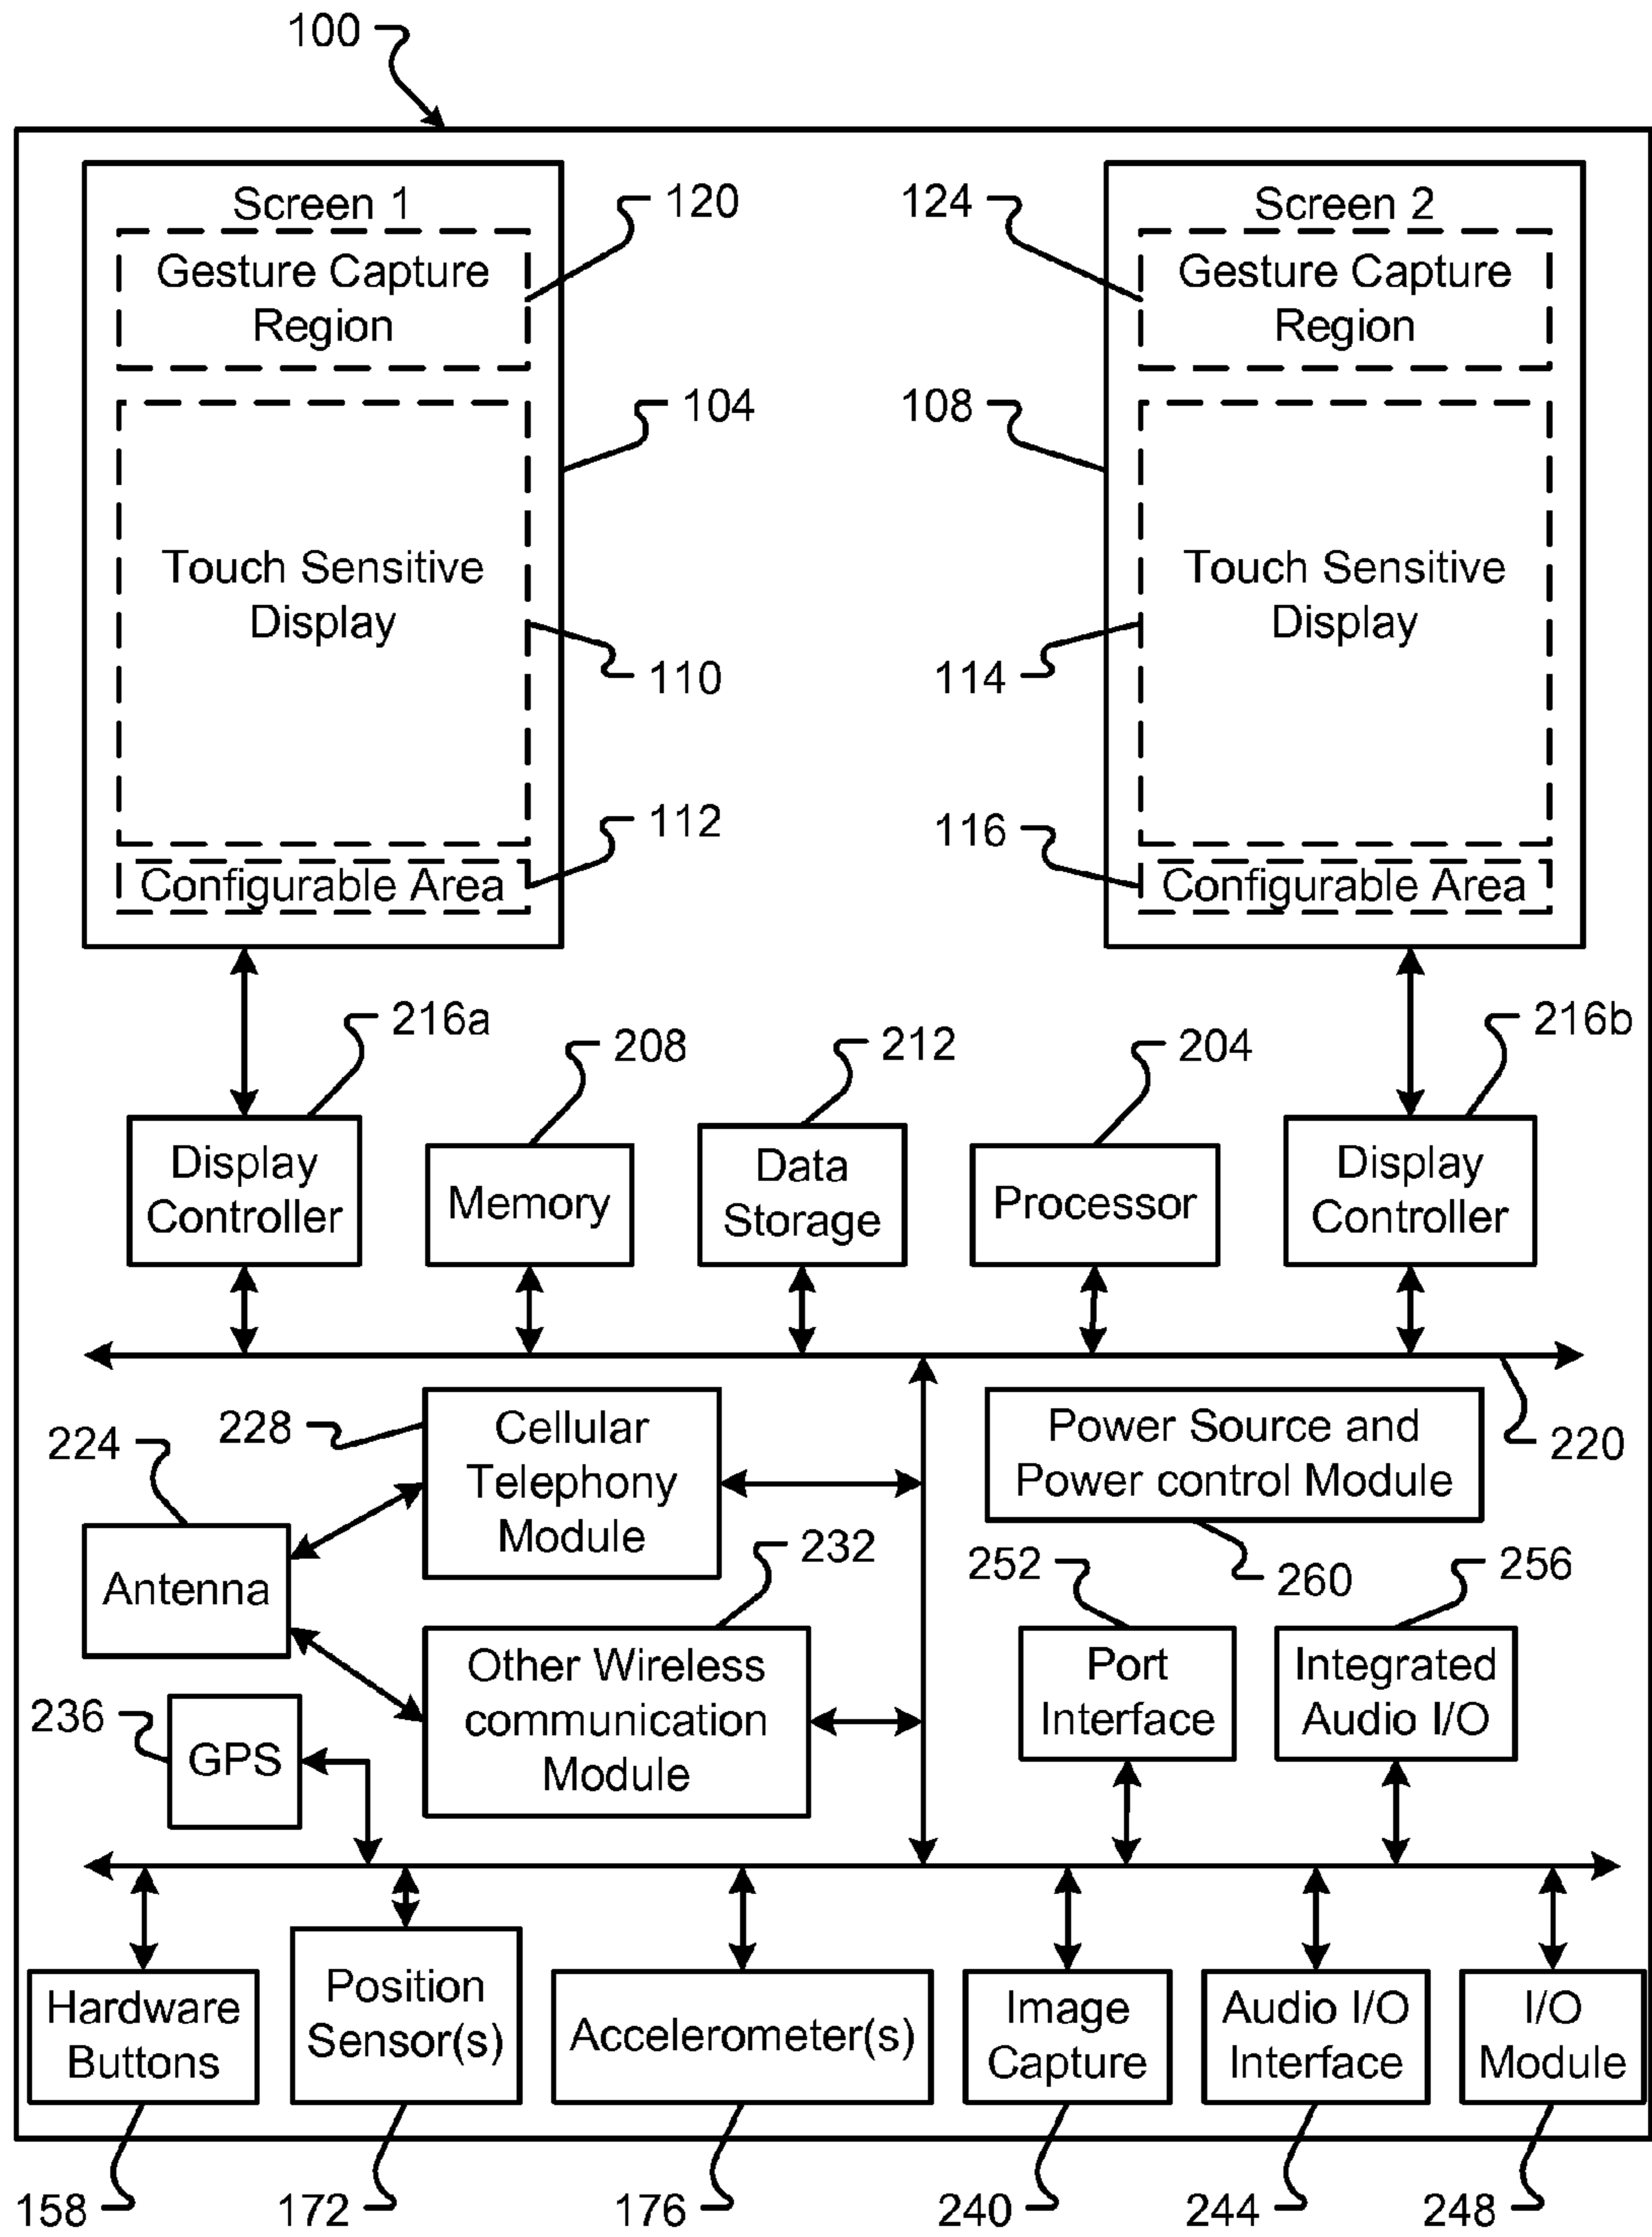 100
Screen 1
120
124
Screen 2
Gesture Capture
Region
Gesture Capture
Region
104
108
Touch Sensitive
Display
Touch Sensitive
Display
110
114
112
116
Configurable Area
Configurable Area
216a
208
212
204
216b
Display
Controller
Memory
Data
Storage
Processor
Display
Controller
224
228
Cellular
Telephony
Module
Power Source and
Power control Module
220
Antenna
232
252
260
256
236
GPS
Other Wireless
communication
Module
Port
Interface
Integrated
Audio I/O
Hardware
Buttons
Position
Sensor(s)
Accelerometer(s)
Image
Capture
Audio I/O
Interface
I/O
Module
158
172
176
240
244
248